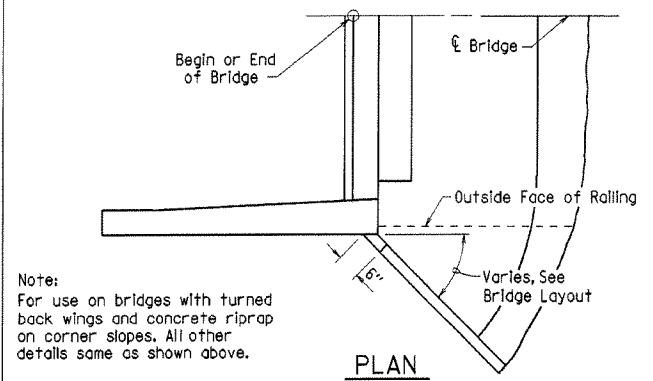 Begin or End
of Bridge
℄ Bridge
Outside Face of Railing
6"
Varies, See
Bridge Layout
Note:
For use on bridges with turned
back wings and concrete riprap
on corner slopes. All other
details same as shown above.
PLAN